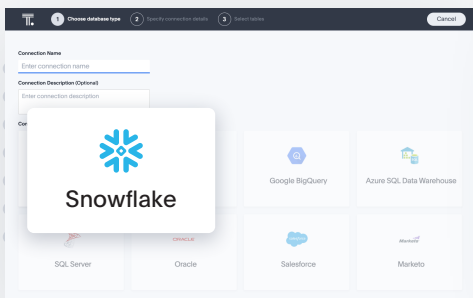 T.
1 Choose database type
2 Specify connection details
3 Select tables
Cancel
Connection Name
Enter connection name
Connection Description (Optional)
Enter connection description
Con
Snowflake
Google BigQuery
Azure SQL Data Warehouse
SQL Server
ORACLE
Oracle
salesforce
Salesforce
Marketo
Marketo